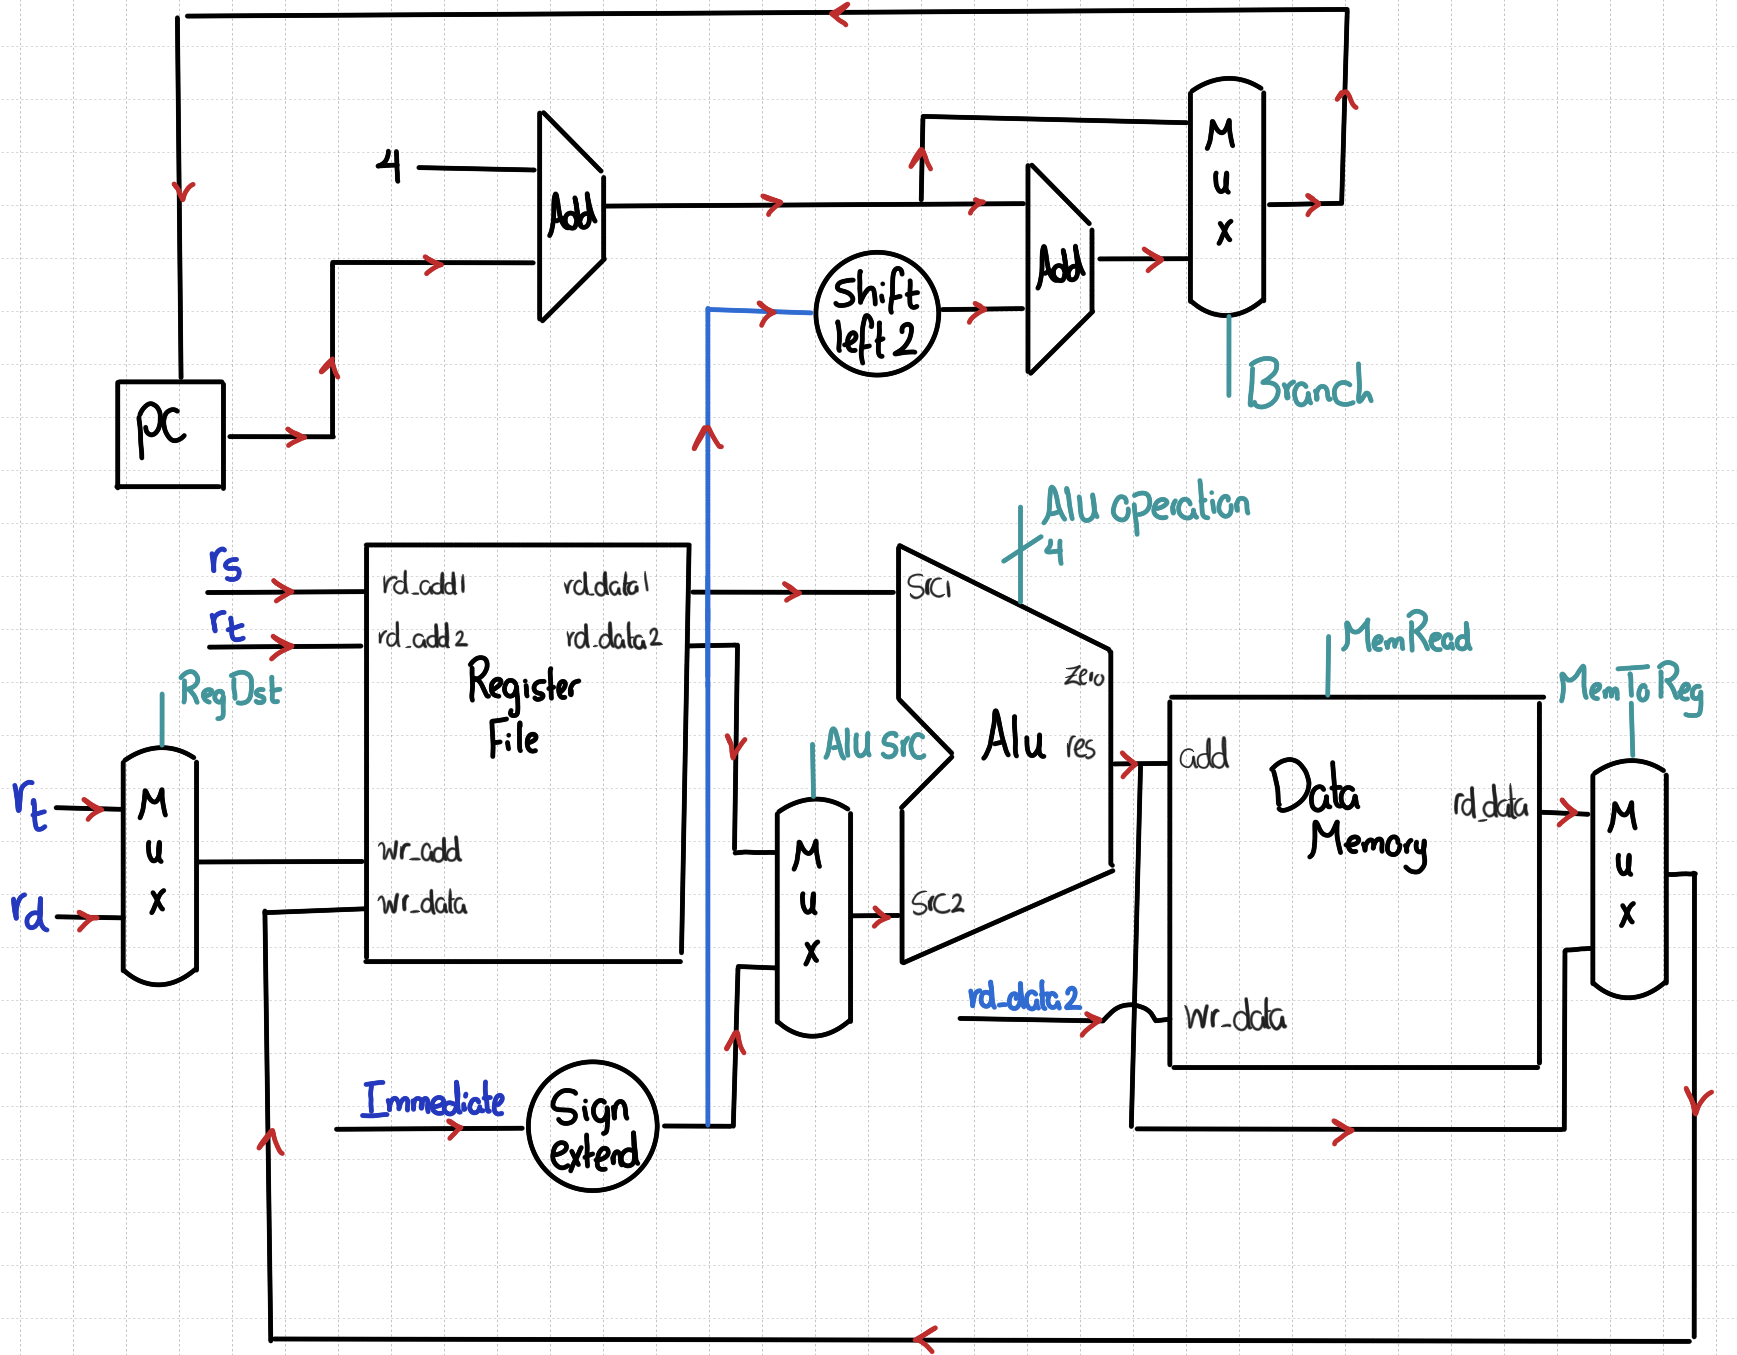 4
Add
M
u
x
Add
Shift
left 2
Branch
PC
Alu operation
4
rs
rd_add1
rd_data1
Src1
rt
rd_add2
rd_data2
MemRead
Zero
RegDst
Register
File
MemToReg
Alu src
Alu
res
add
Data
Memory
rd_data
rt
M
u
x
rd
wr_add
wr_data
M
u
x
Src2
M
u
x
rd_data2
wr_data
Immediate
Sign
extend